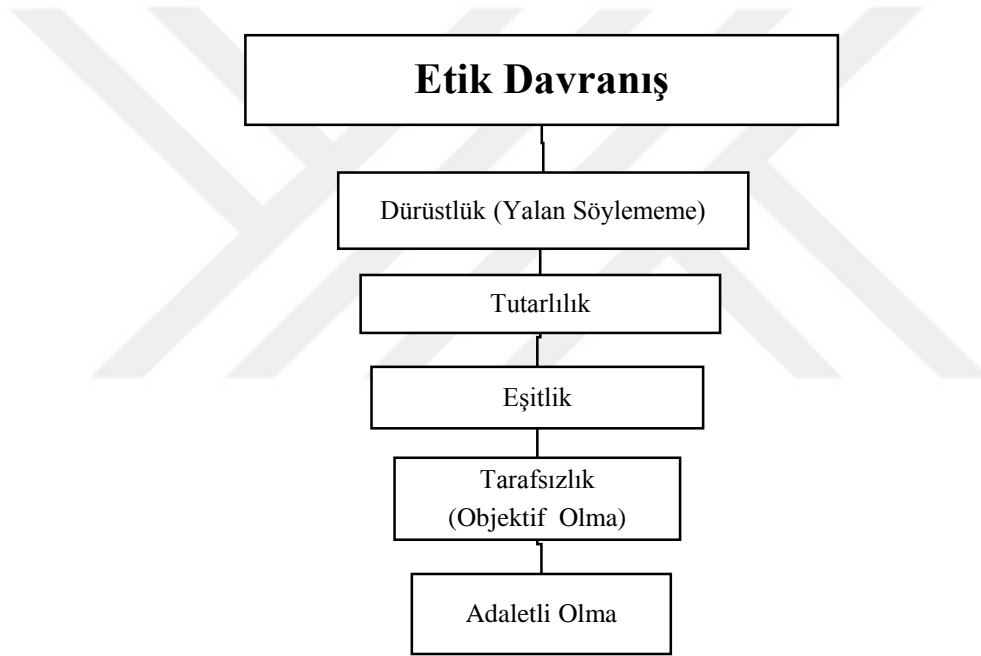 Etik Davranış
Dürüstlük (Yalan Söylememe)
Tutarlılık
Eşitlik
Tarafsızlık
(Objektif Olma)
Adaletli Olma